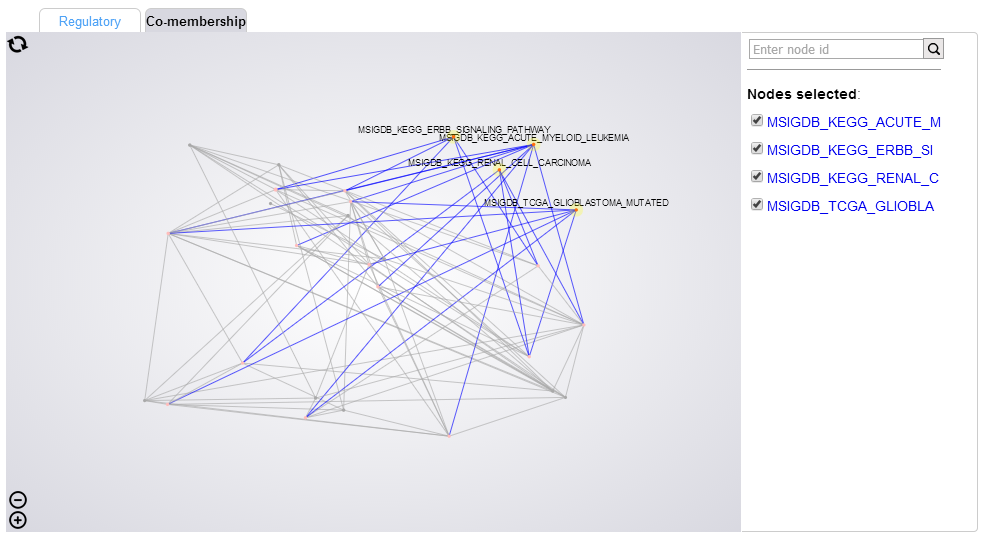 Regulatory
Co-membership
Enter node id
Nodes selected:
MSIGDB_KEGG_ACUTE_M
MSIGDB_KEGG_ERBB_SI
MSIGDB_KEGG_RENAL_C
MSIGDB_TCGA_GLIOBLA
MSIGDB_KEGG_ERBB_SIGNALING_PATHWAY
MSIGDB_KEGG_ACUTE_MYELOID_LEUKEMIA
MSIGDB_KEGG_RENAL_CELL_CARCINOMA
MSIGDB_TCGA_GLIOBLASTOMA_MUTATED